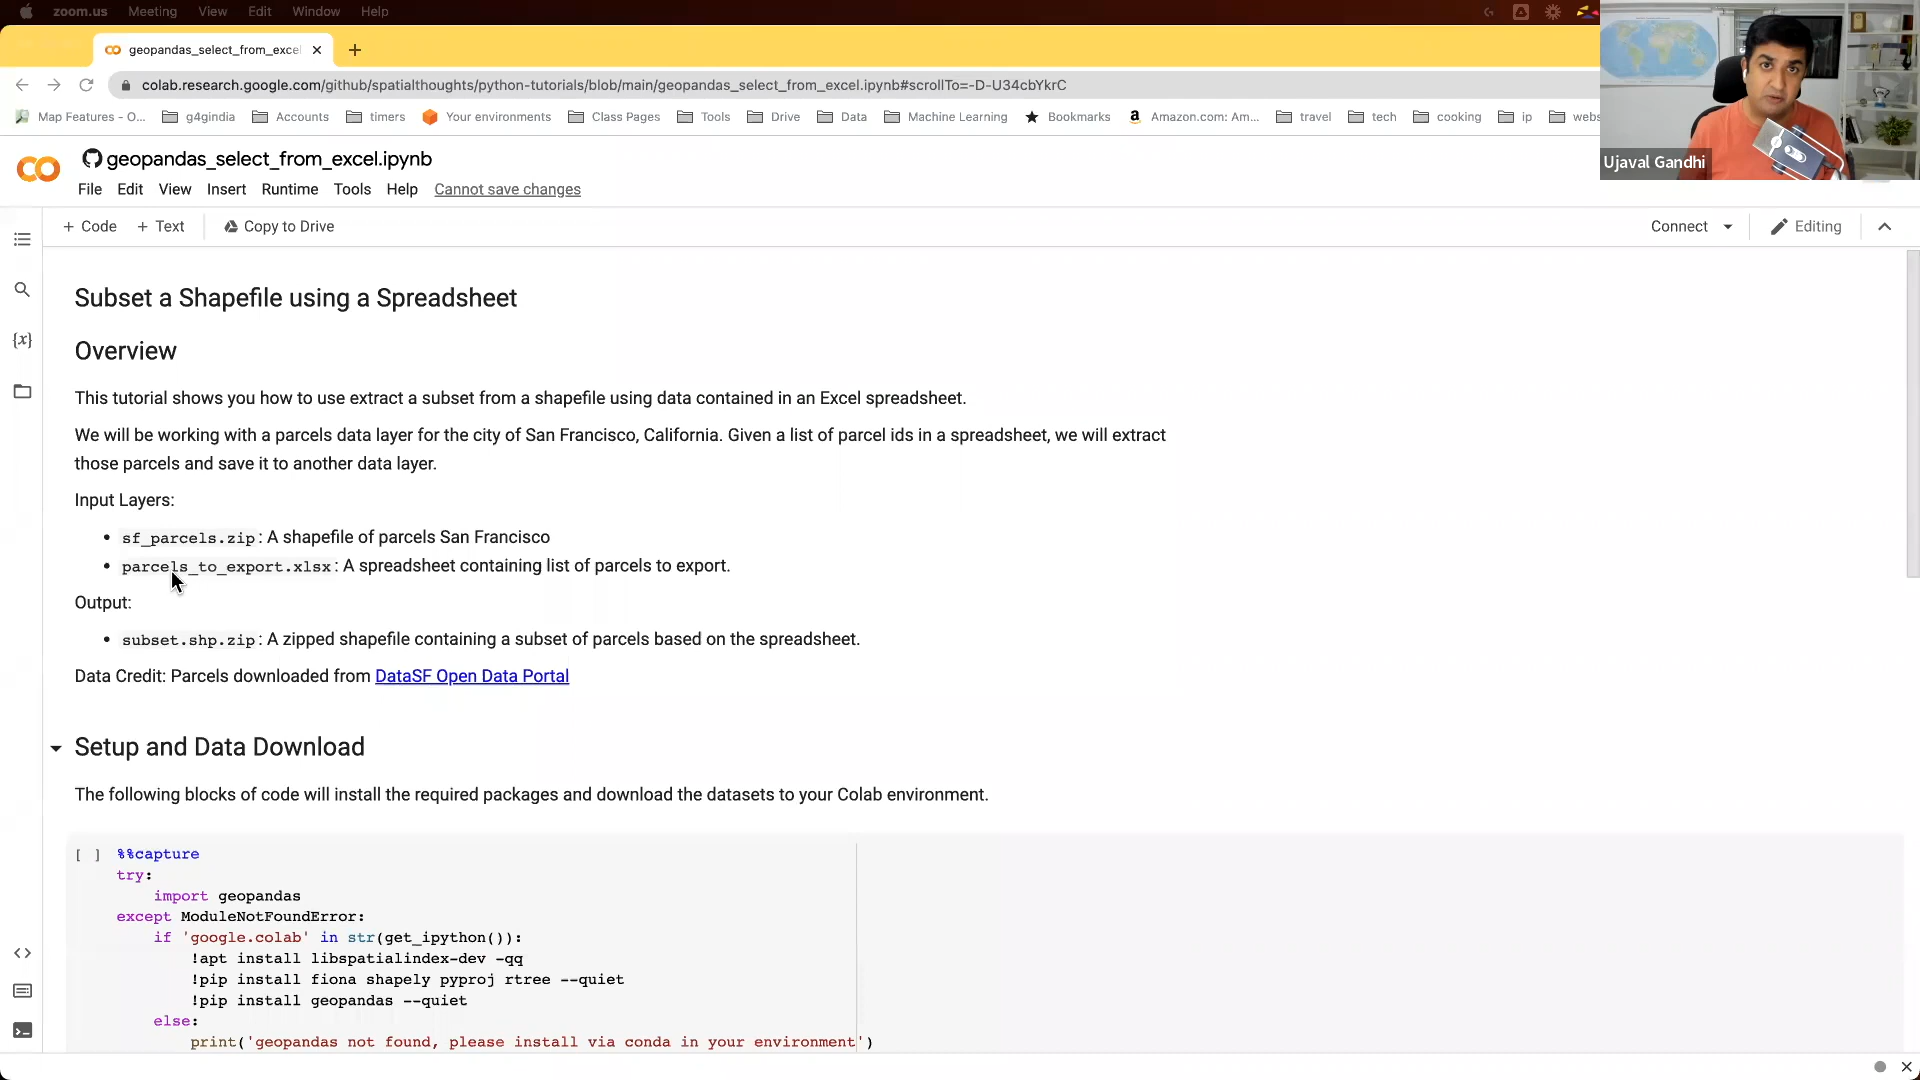 zoom.us Meeting View Edit Window Help
geopandas_select_from_excel
colab.research.google.com/github/spatialthoughts/python-tutorials/blob/main/geopandas_select_from_excel.ipynb#scrollTo=-D-U34cbYkrC
Map Features - O... g4gindia Accounts timers Your environments Class Pages Tools Drive Data Machine Learning Bookmarks Amazon.com: Am... travel tech cooking ip webs
Ujaval Gandhi
geopandas_select_from_excel.ipynb
File Edit View Insert Runtime Tools Help Cannot save changes
+ Code + Text Copy to Drive Connect Editing
Subset a Shapefile using a Spreadsheet
Overview
This tutorial shows you how to use extract a subset from a shapefile using data contained in an Excel spreadsheet.
We will be working with a parcels data layer for the city of San Francisco, California. Given a list of parcel ids in a spreadsheet, we will extract
those parcels and save it to another data layer.
Input Layers:
• sf_parcels.zip: A shapefile of parcels San Francisco
• parcels_to_export.xlsx: A spreadsheet containing list of parcels to export.
Output:
• subset.shp.zip: A zipped shapefile containing a subset of parcels based on the spreadsheet.
Data Credit: Parcels downloaded from DataSF Open Data Portal
Setup and Data Download
The following blocks of code will install the required packages and download the datasets to your Colab environment.
[ ] %%capture
try:
import geopandas
except ModuleNotFoundError:
if 'google.colab' in str(get_ipython()):
!apt install libspatialindex-dev -qq
!pip install fiona shapely pyproj rtree --quiet
!pip install geopandas --quiet
else:
print('geopandas not found, please install via conda in your environment')